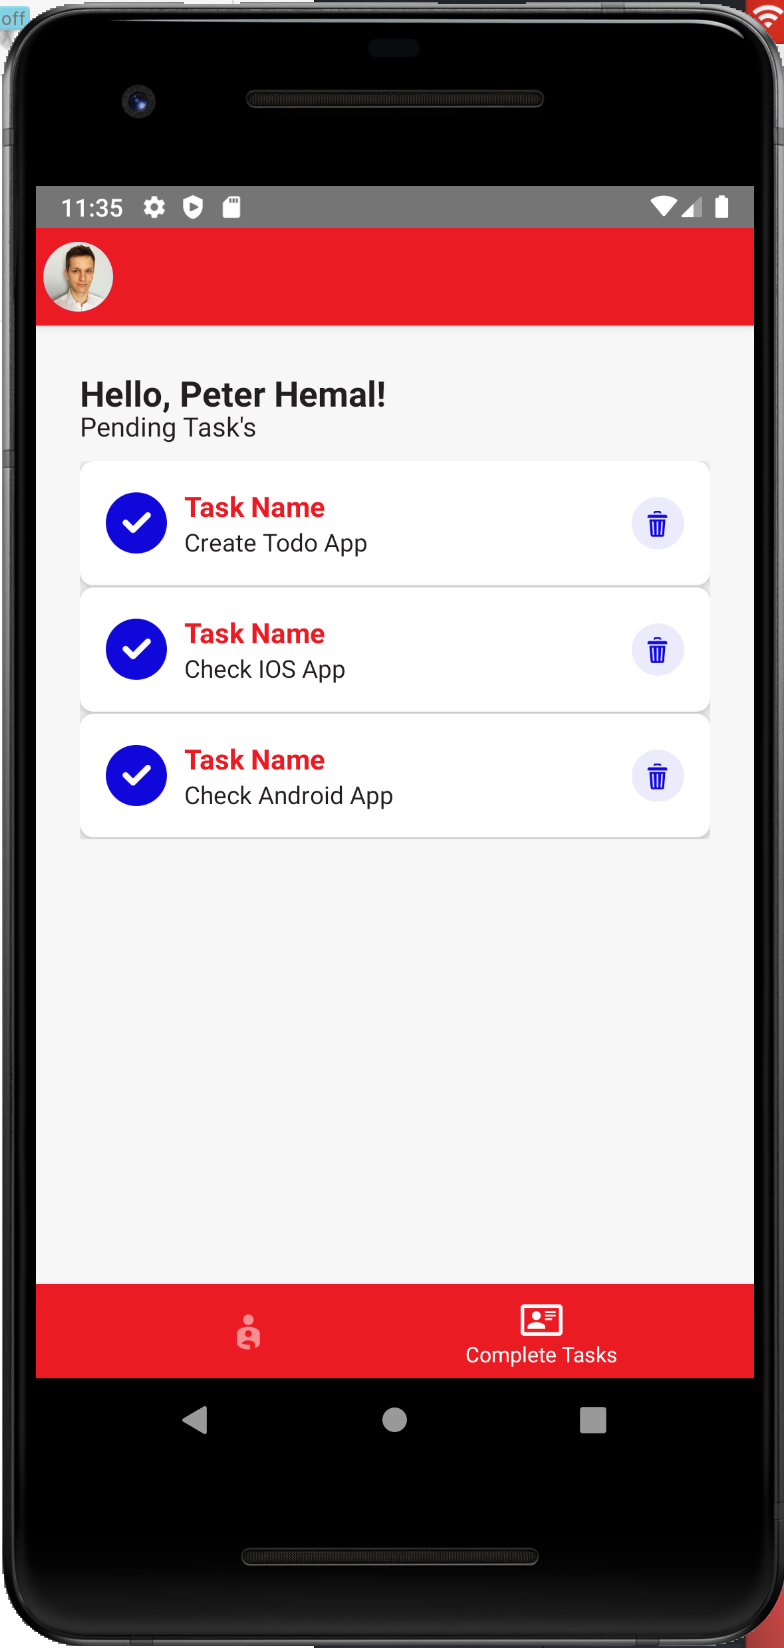 off
11:35
Hello, Peter Hemal!
Pending Task's
Task Name
Create Todo App
Task Name
Check IOS App
Task Name
Check Android App
Complete Tasks